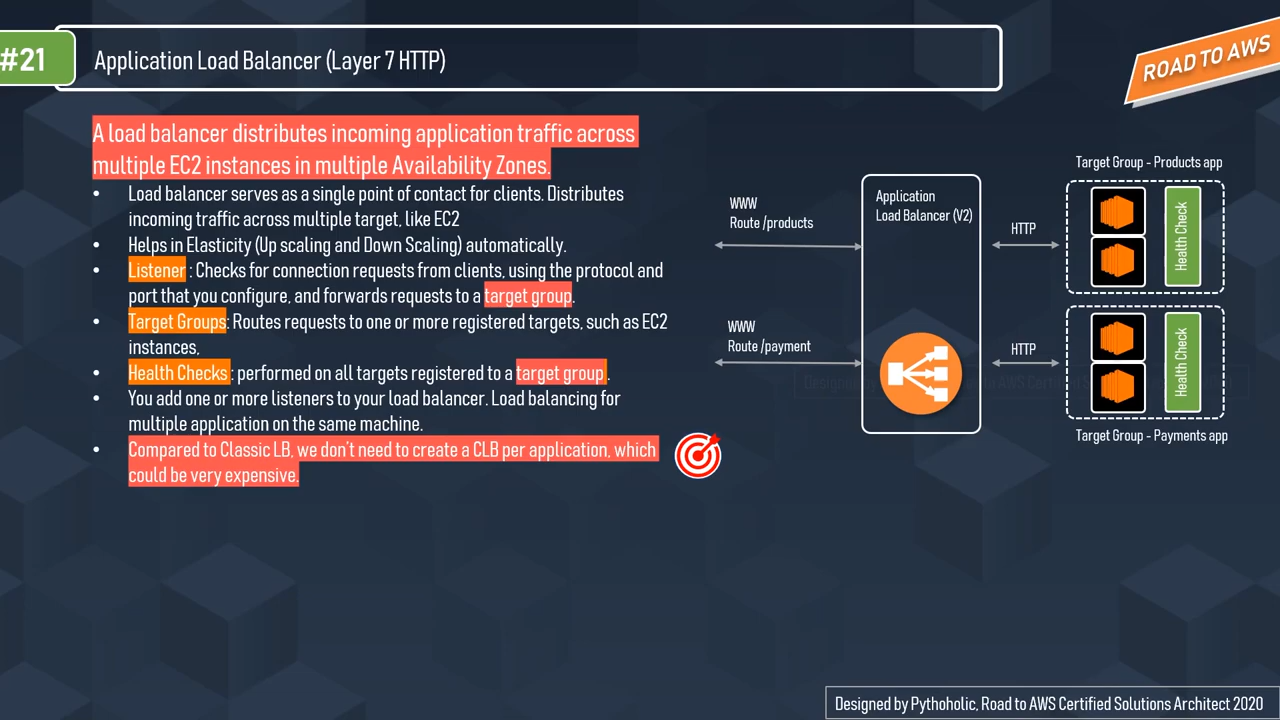 #21
Application Load Balancer (Layer 7 HTTP)
ROAD TO AWS
A load balancer distributes incoming application traffic across
multiple EC2 instances in multiple Availability Zones.
• Load balancer serves as a single point of contact for clients. Distributes
incoming traffic across multiple target, like EC2
• Helps in Elasticity (Up scaling and Down Scaling) automatically.
• Listener : Checks for connection requests from clients, using the protocol and
port that you configure, and forwards requests to a target group.
• Target Groups: Routes requests to one or more registered targets, such as EC2
instances,
• Health Checks : performed on all targets registered to a target group .
• You add one or more listeners to your load balancer. Load balancing for
multiple application on the same machine.
• Compared to Classic LB, we don't need to create a CLB per application, which
could be very expensive.
WWW
Route /products
WWW
Route /payment
Application
Load Balancer (V2)
HTTP
HTTP
Target Group - Products app
Health Check
Health Check
Target Group - Payments app
Designed by Pythoholic, Road to AWS Certified Solutions Architect 2020